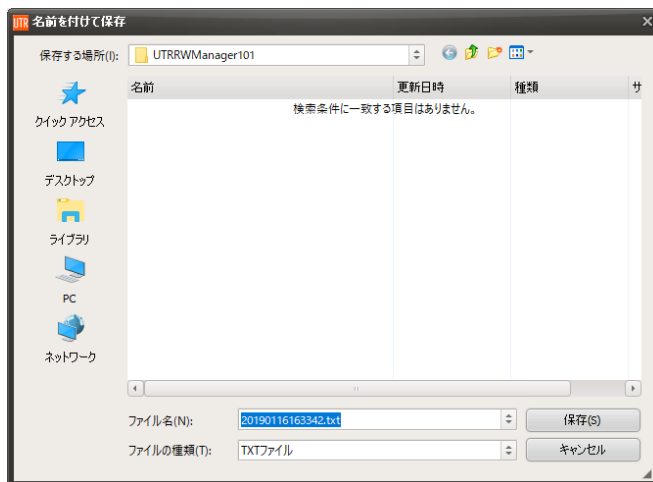 UTR 名前を付けて保存
保存する場所(I): UTRRWManager101
名前 更新日時 種類 サ
検索条件に一致する項目はありません。
クイック アクセス
デスクトップ
ライブラリ
PC
ネットワーク
ファイル名(N): 20190116163342.txt 保存(S)
ファイルの種類(T): TXTファイル キャンセル